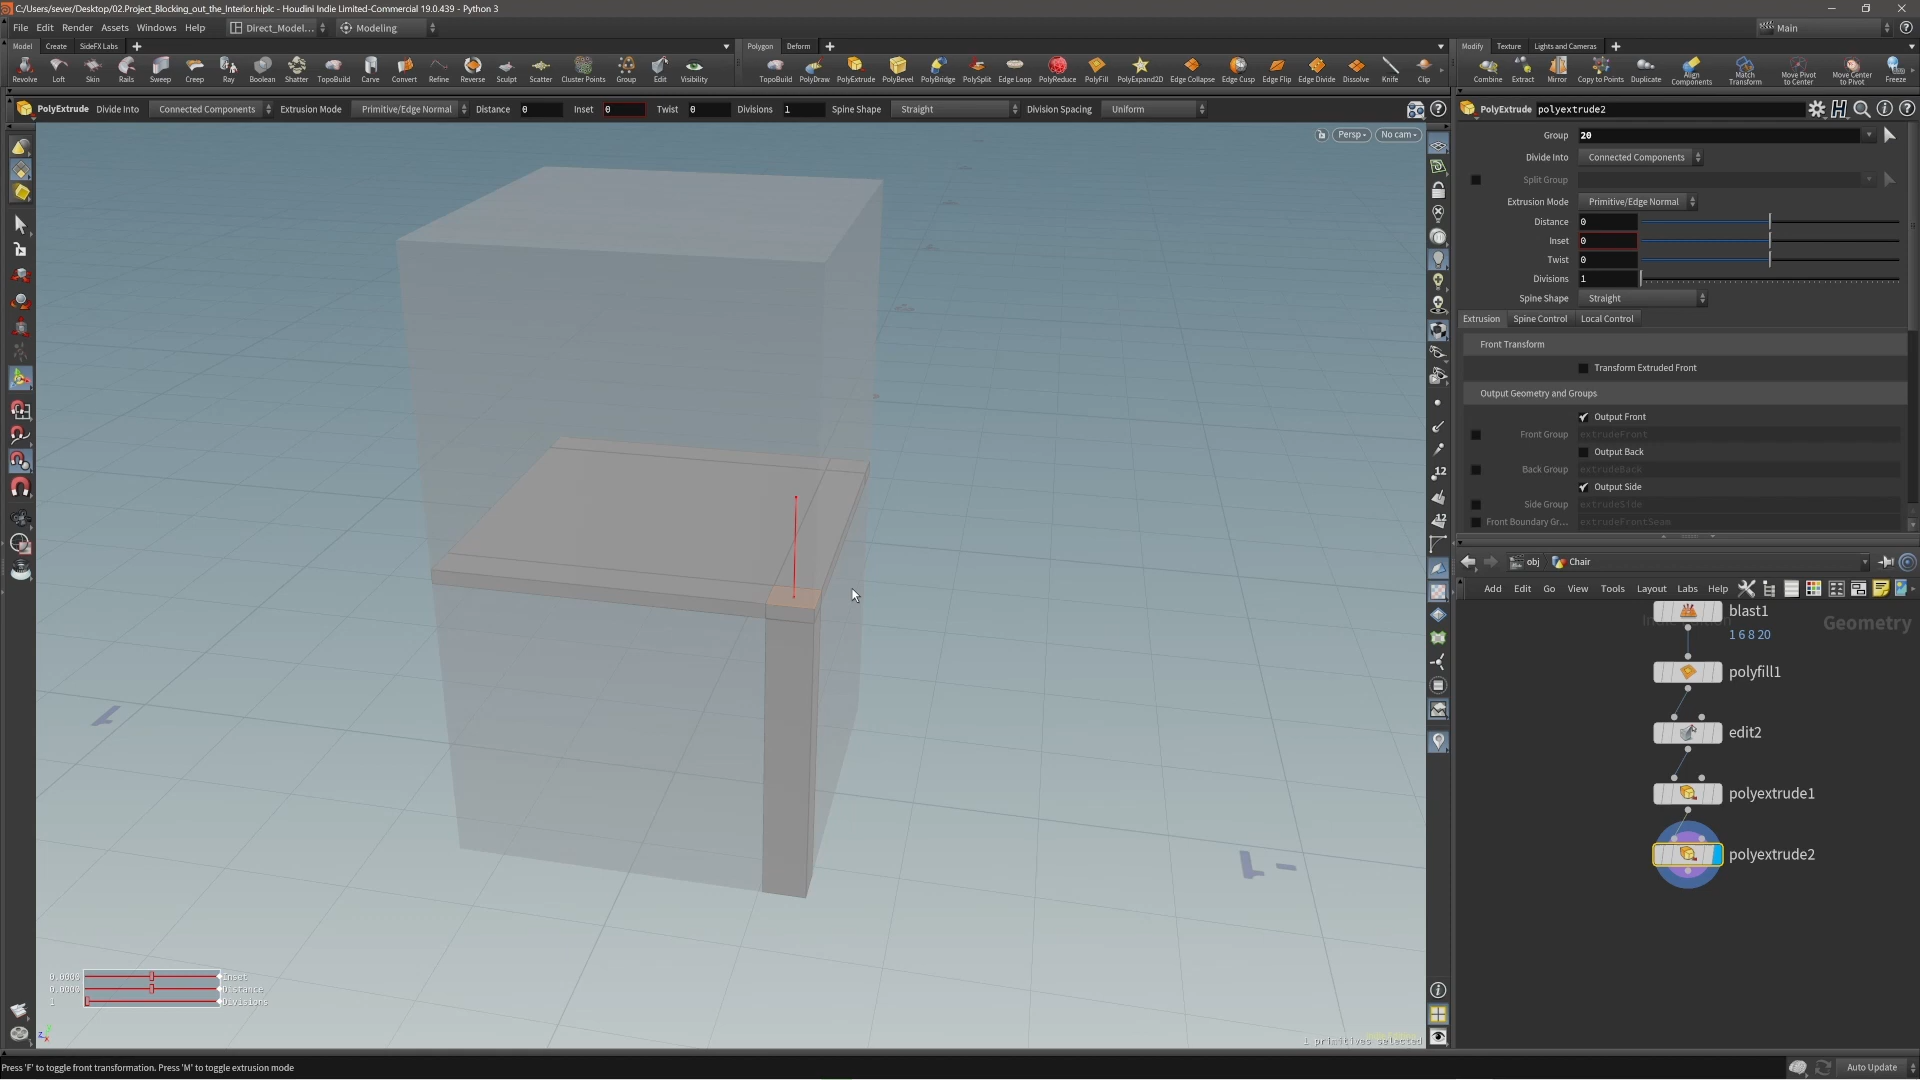 C:/Users/sever/Desktop/02.Project_Blocking_out_the_Interior.hiplc - Houdini Indie Limited-Commercial 19.0.439 - Python 3
File Edit Render Assets Windows Help Direct_Model... Modeling Main
Model Create SideFX Labs Polygon Deform Modify Texture Lights and Cameras
Revolve Loft Skin Rails Sweep Creep Ray Boolean Shatter TopoBuild Carve Convert Refine Reverse Sculpt Scatter Cluster Points Group Edit Visibility TopoBuild PolyDraw PolyExtrude PolyBevel PolyBridge PolySplit Edge Loop PolyReduce PolyFill PolyExpand2D Edge Collapse Edge Cusp Edge Flip Edge Divide Dissolve Knife Clip Combine Extract Mirror Copy to Points Duplicate Align Components Match Transform Move Pivot to Center Move Center to Pivot Freeze
PolyExtrude Divide Into Connected Components Extrusion Mode Primitive/Edge Normal Distance 0 Inset 0 Twist 0 Divisions 1 Spine Shape Straight Division Spacing Uniform
PolyExtrude polyextrude2
Persp No cam
Group 20
Divide Into Connected Components
Split Group
Extrusion Mode Primitive/Edge Normal
Distance 0
Inset 0
Twist 0
Divisions 1
Spine Shape Straight
Extrusion Spine Control Local Control
Front Transform
Transform Extruded Front
Output Geometry and Groups
Output Front
Front Group extrudeFront
Output Back
Back Group extrudeBack
Output Side
Side Group extrudeSide
Front Boundary Gr... extrudeFrontSeam
obj Chair
Add Edit Go View Tools Layout Labs Help
blast1
Geometry
1 6 8 20
polyfill1
edit2
polyextrude1
polyextrude2
12
12
0.0000 Inset
0.0000 Distance
1 Divisions
1 primitives selected
Press 'F' to toggle front transformation. Press 'M' to toggle extrusion mode
Auto Update